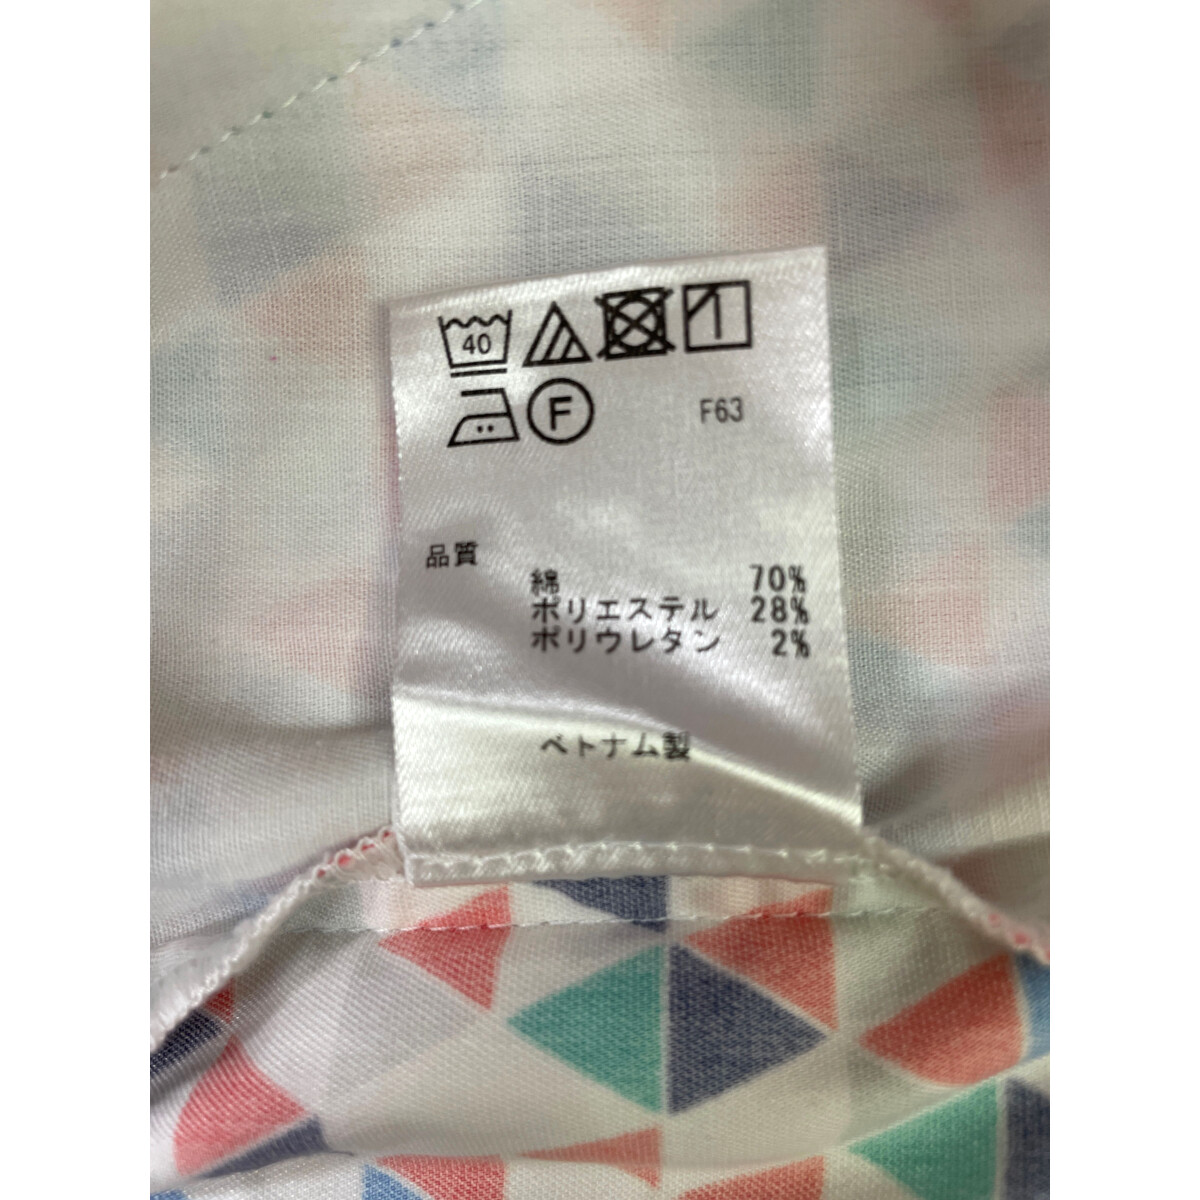 40
F F63
品質
綿 70%
ポリエステル 28%
ポリウレタン 2%
ベトナム製